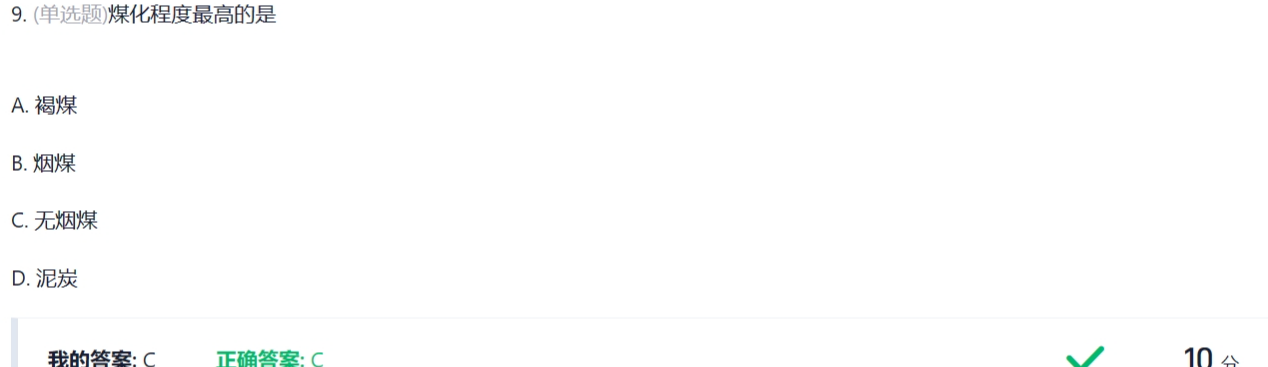 9. (单选题)煤化程度最高的是
A. 褐煤
B. 烟煤
C. 无烟煤
D. 泥炭
我的答案: C 正确答案: C 10 分